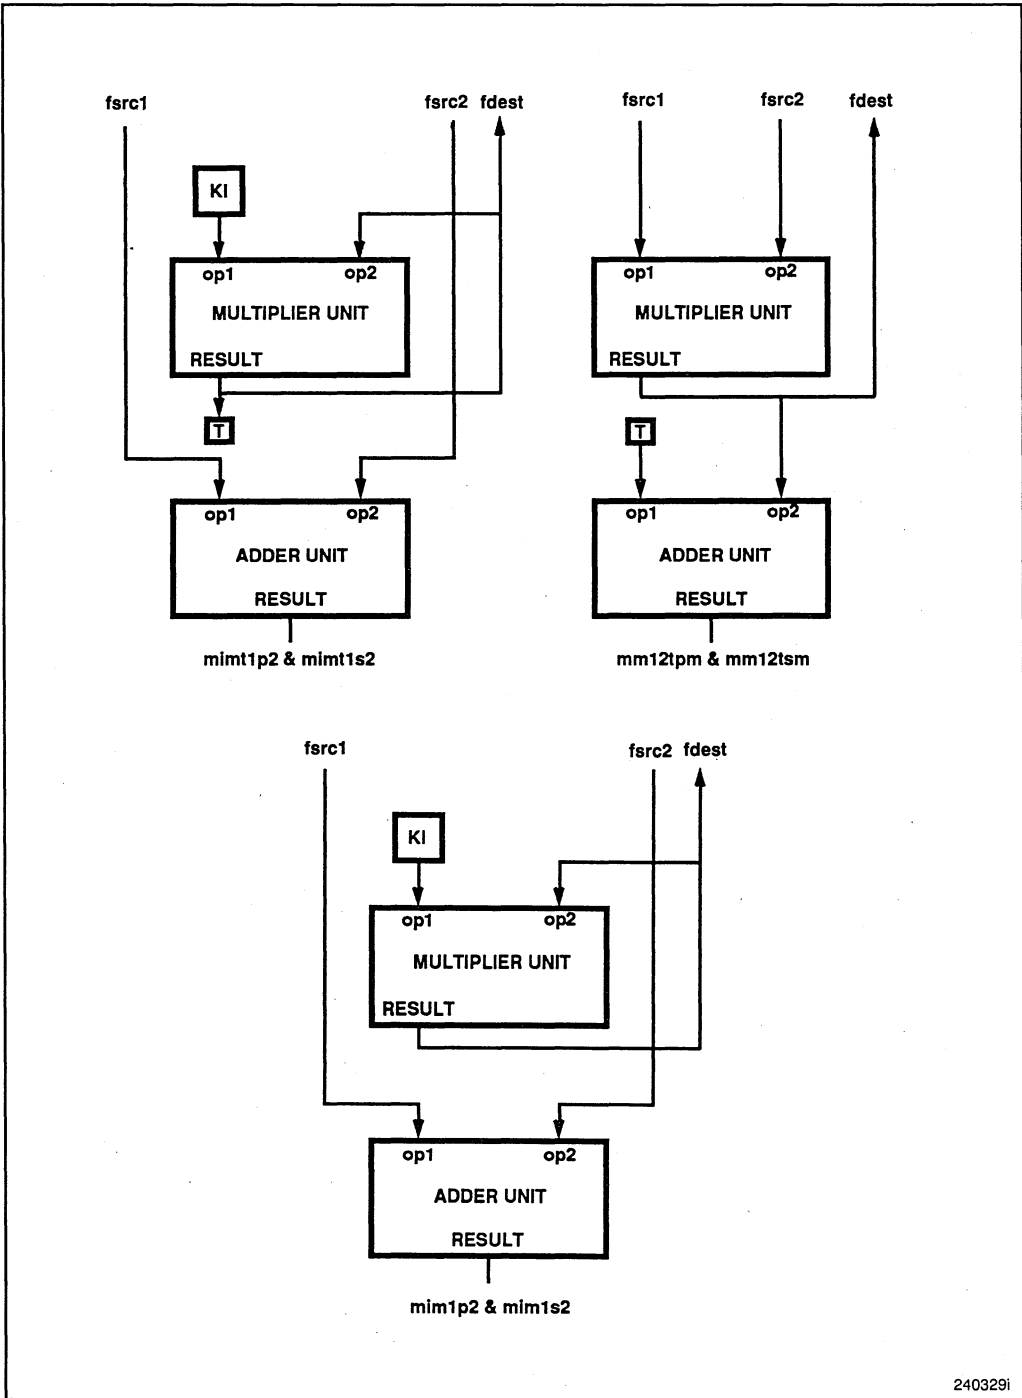 fsrc1 fsrc2 fdest
KI
op1 op2
MULTIPLIER UNIT
RESULT
T
op1 op2
ADDER UNIT
RESULT
mimt1p2 & mimt1s2
fsrc1 fsrc2 fdest
op1 op2
MULTIPLIER UNIT
RESULT
T
op1 op2
ADDER UNIT
RESULT
mm12tpm & mm12tsm
fsrc1 fsrc2 fdest
KI
op1 op2
MULTIPLIER UNIT
RESULT
op1 op2
ADDER UNIT
RESULT
mim1p2 & mim1s2
240329i